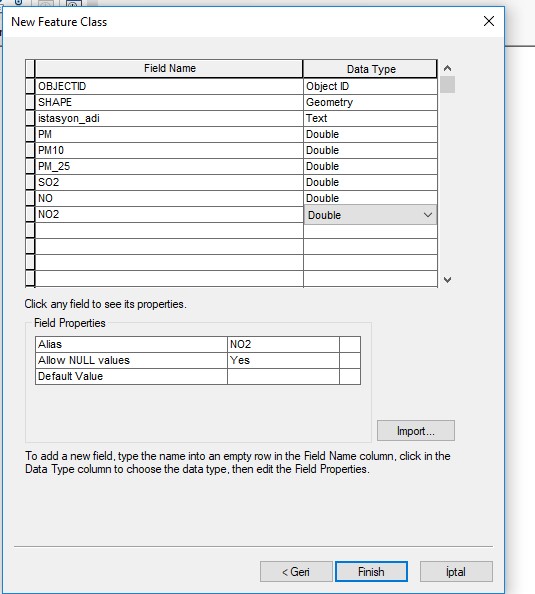 New Feature Class
Field Name Data Type
OBJECTID Object ID
SHAPE Geometry
istasyon_adi Text
PM Double
PM10 Double
PM_25 Double
SO2 Double
NO Double
NO2 Double
Click any field to see its properties.
Field Properties
Alias NO2
Allow NULL values Yes
Default Value
Import...
To add a new field, type the name into an empty row in the Field Name column, click in the
Data Type column to choose the data type, then edit the Field Properties.
< Geri Finish İptal